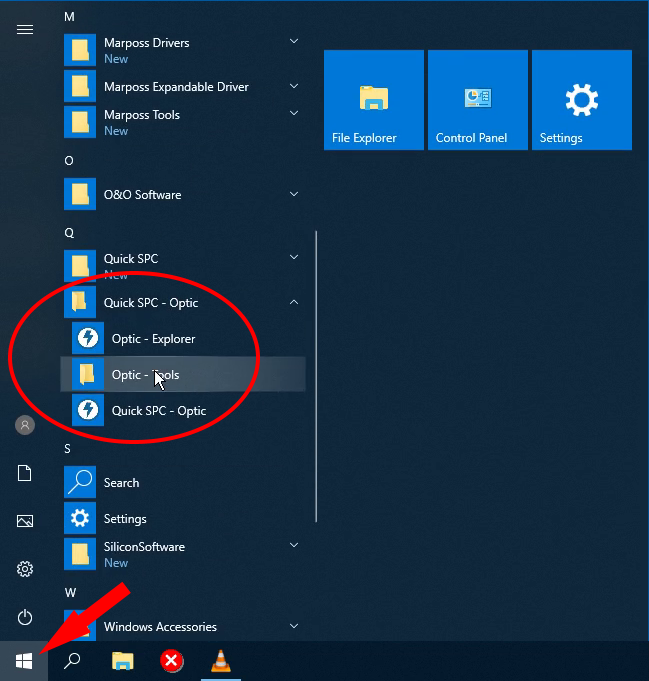 M
Marposs Drivers
New
Marposs Expandable Driver
Marposs Tools
New
O
O&O Software
Q
Quick SPC
New
Quick SPC - Optic
Optic - Explorer
Optic - Tools
Quick SPC - Optic
S
Search
Settings
SiliconSoftware
New
W
Windows Accessories
File Explorer
Control Panel
Settings